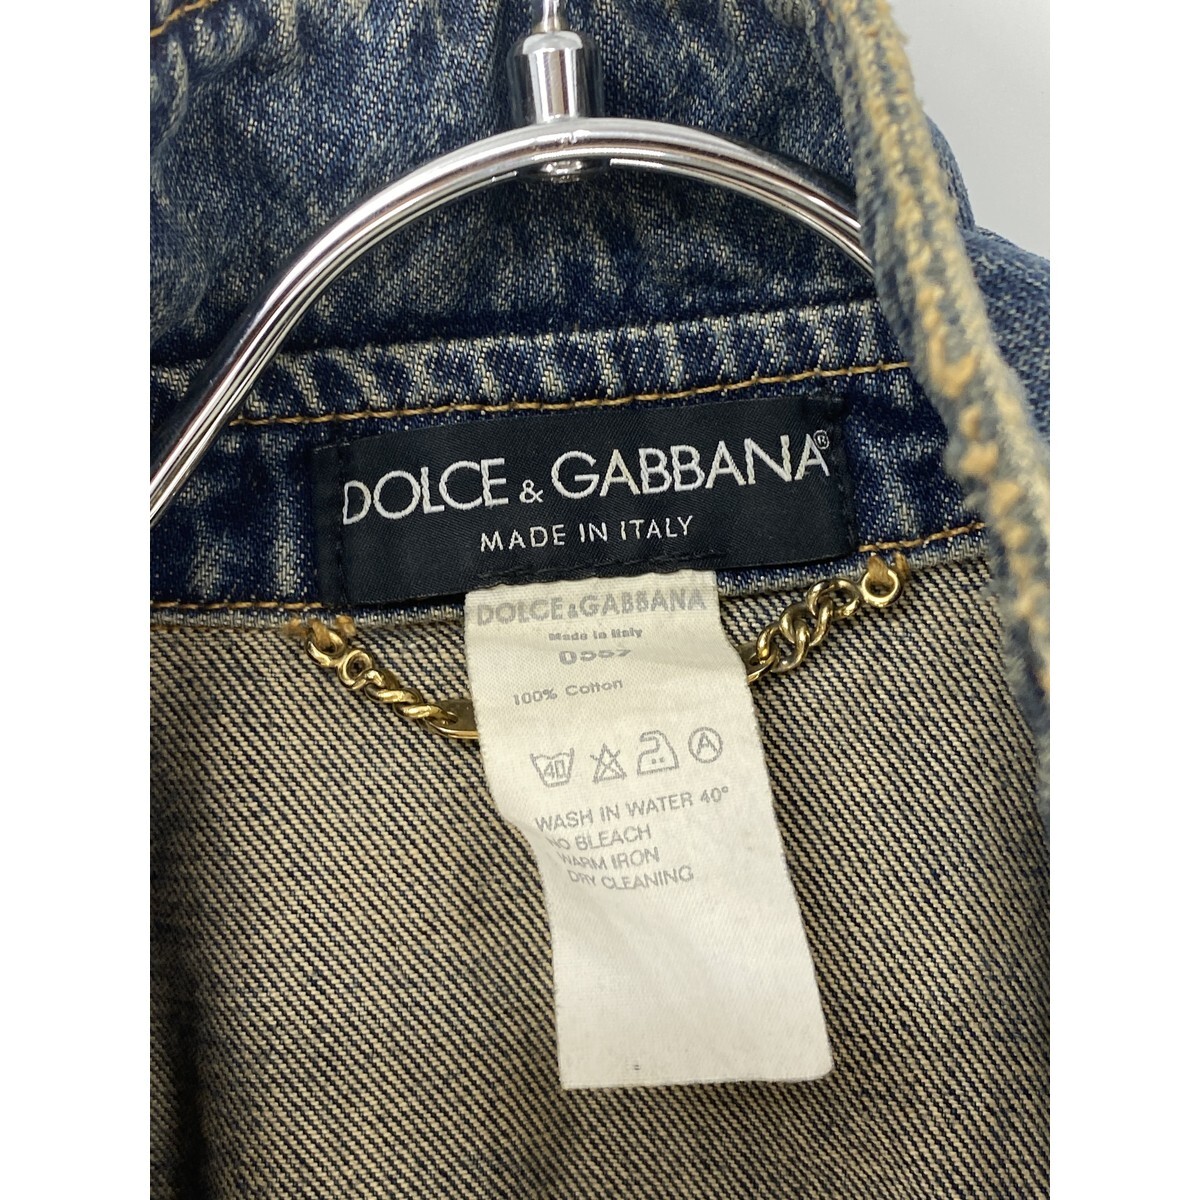 DOLCE & GABBANA®
MADE IN ITALY
DOLCE&GABBANA
Made in Italy
100% Cotton
40 A
WASH IN WATER 40°
NO BLEACH
WARM IRON
DRY CLEANING